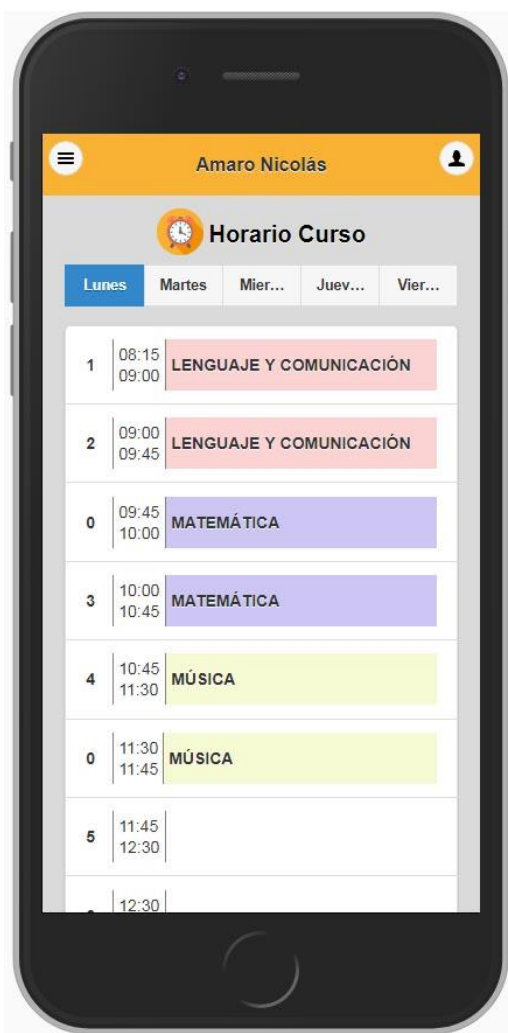 Amaro Nicolás
Horario Curso
Lunes Martes Mier... Juev... Vier...
1 08:15 09:00 LENGUAJE Y COMUNICACIÓN
2 09:00 09:45 LENGUAJE Y COMUNICACIÓN
0 09:45 10:00 MATEMÁTICA
3 10:00 10:45 MATEMÁTICA
4 10:45 11:30 MÚSICA
0 11:30 11:45 MÚSICA
5 11:45 12:30
12:30